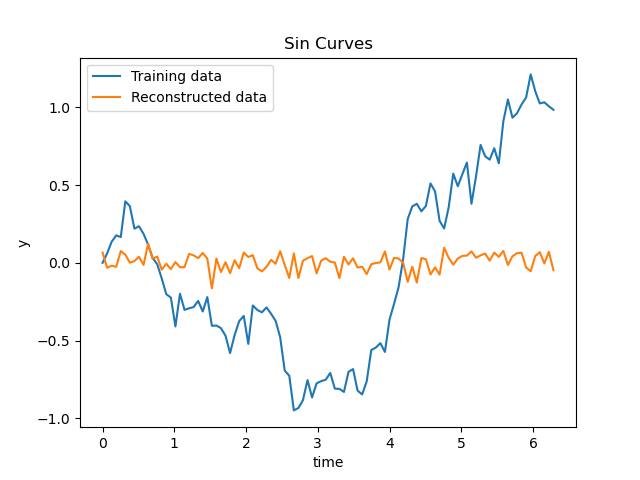 Sin Curves
Training data
Reconstructed data
1.0
0.5
0.0
−0.5
−1.0
y
0 1 2 3 4 5 6
time